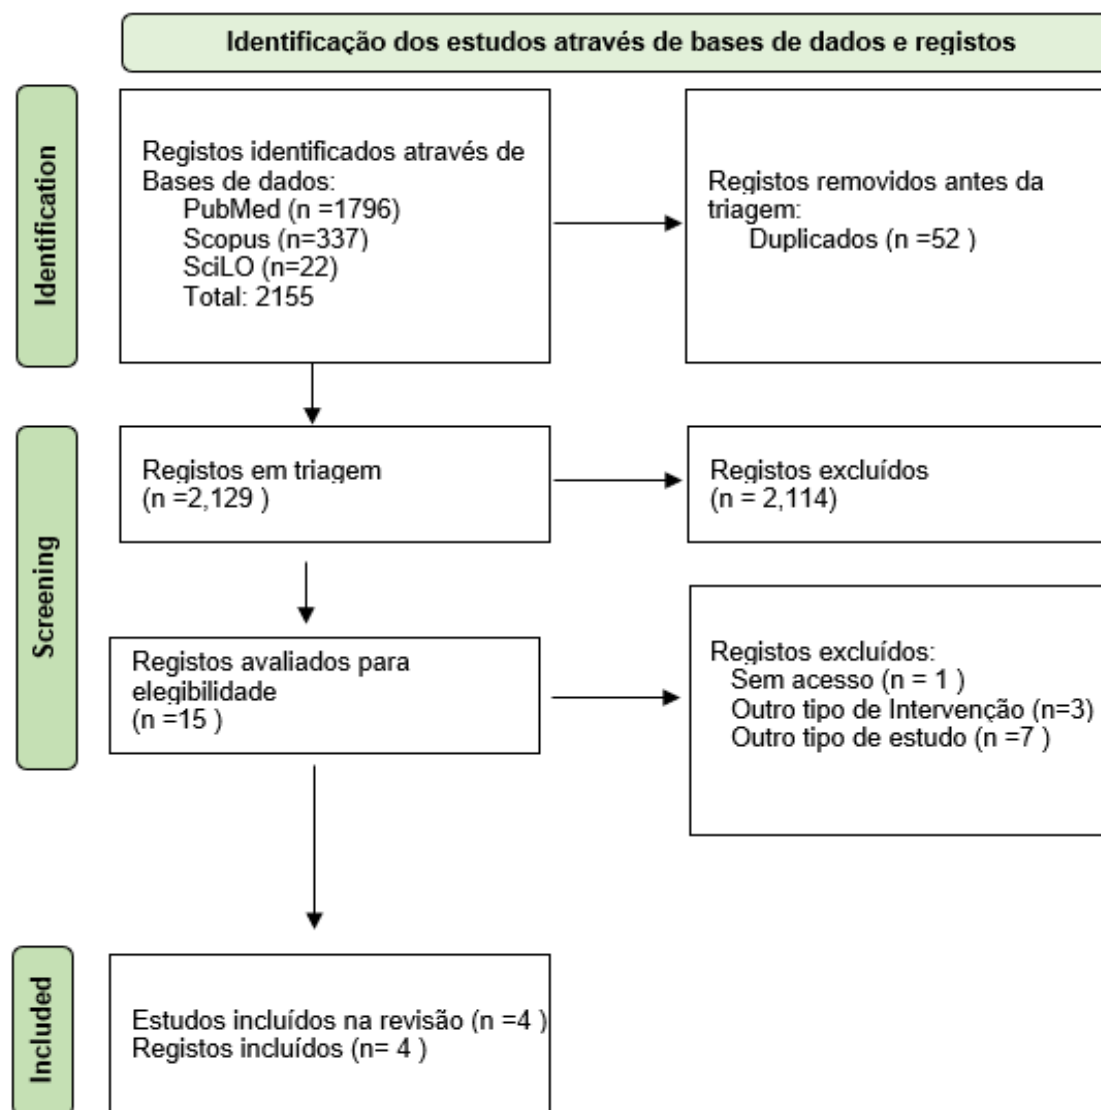 Identificação dos estudos através de bases de dados e registos
Identification
Registos identificados através de
Bases de dados:
PubMed (n =1796)
Scopus (n=337)
SciLO (n=22)
Total: 2155
Registos removidos antes da
triagem:
Duplicados (n =52 )
Screening
Registos em triagem
(n =2,129 )
Registos excluídos
(n = 2,114)
Registos avaliados para
elegibilidade
(n =15 )
Registos excluídos:
Sem acesso (n = 1 )
Outro tipo de Intervenção (n=3)
Outro tipo de estudo (n =7 )
Included
Estudos incluídos na revisão (n =4 )
Registos incluídos (n= 4 )